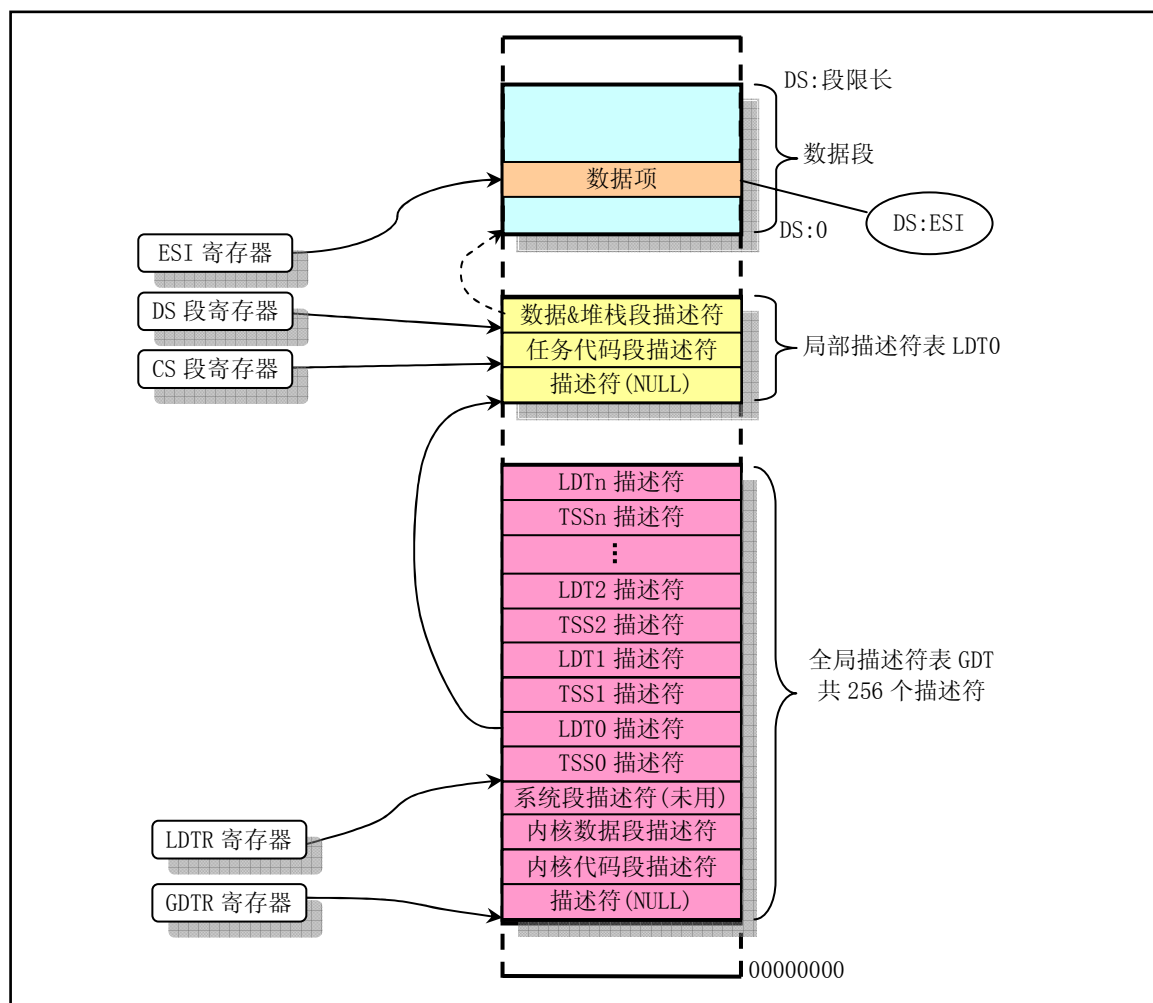 DS:段限长
数据段
数据项
DS:ESI
DS:0
ESI 寄存器
DS 段寄存器
CS 段寄存器
数据&堆栈段描述符
任务代码段描述符
描述符(NULL)
局部描述符表 LDT0
LDTn 描述符
TSSn 描述符
⋮
LDT2 描述符
TSS2 描述符
LDT1 描述符
TSS1 描述符
LDT0 描述符
TSS0 描述符
系统段描述符(未用)
内核数据段描述符
内核代码段描述符
描述符(NULL)
全局描述符表 GDT
共 256 个描述符
LDTR 寄存器
GDTR 寄存器
00000000